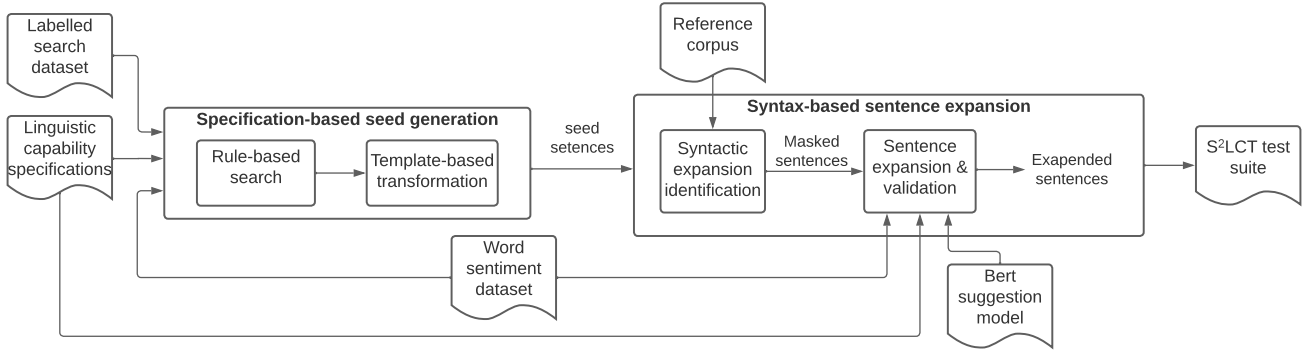 Labelled
search
dataset
Linguistic
capability
specifications
Specification-based seed generation
Rule-based
search
Template-based
transformation
seed
setences
Word
sentiment
dataset
Reference
corpus
Syntax-based sentence expansion
Syntactic
expansion
identification
Masked
sentences
Sentence
expansion &
validation
Exapended
sentences
Bert
suggestion
model
S²LCT test
suite